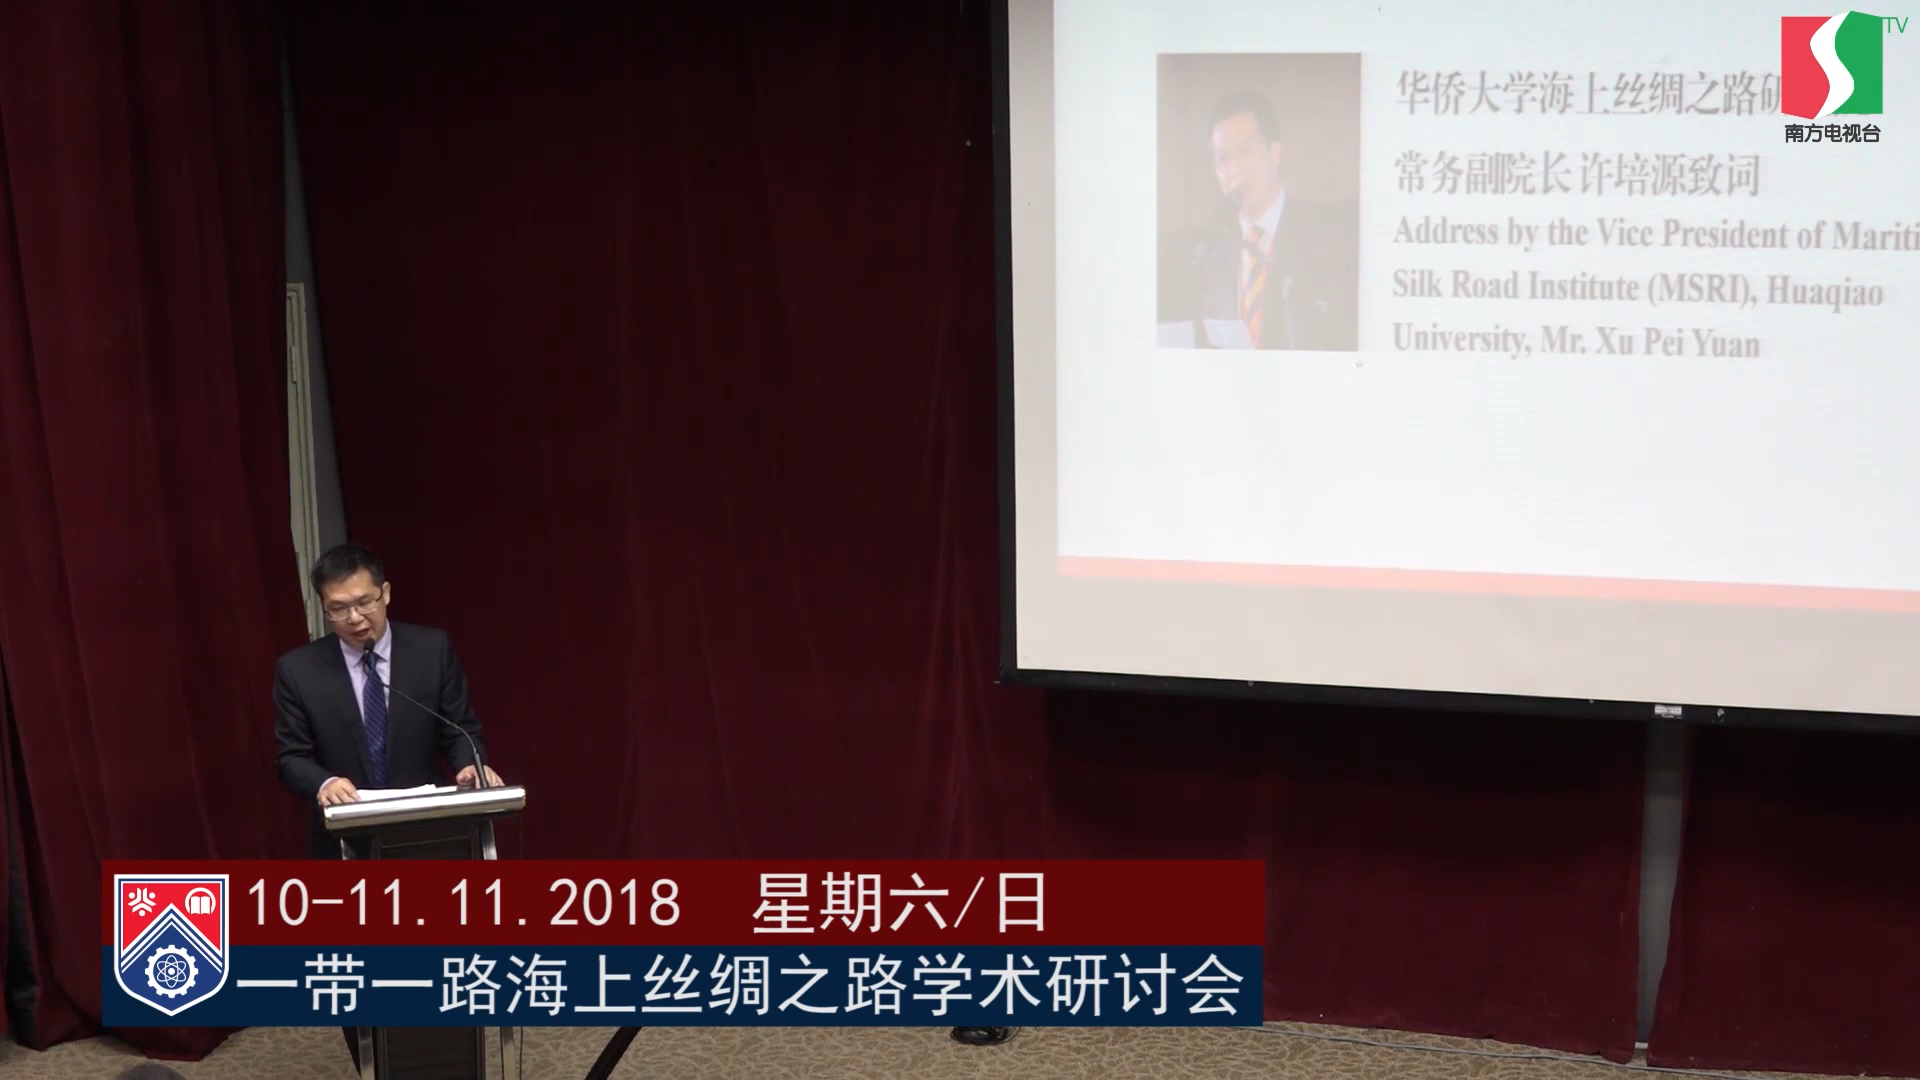 华侨大学海上丝绸之路研
常务副院长 许培源致词
Address by the Vice President of Mariti
Silk Road Institute (MSRI), Huaqiao
University, Mr. Xu Pei Yuan
TV
南方电视台
10-11.11.2018 星期六/日
一带一路海上丝绸之路学术研讨会